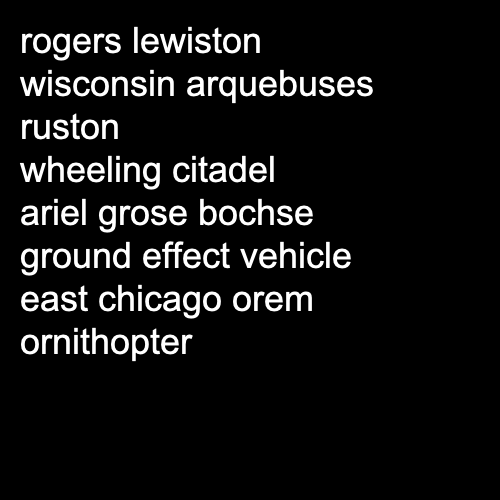 rogers lewiston
wisconsin arquebuses
ruston
wheeling citadel
ariel grose bochse
ground effect vehicle
east chicago orem
ornithopter